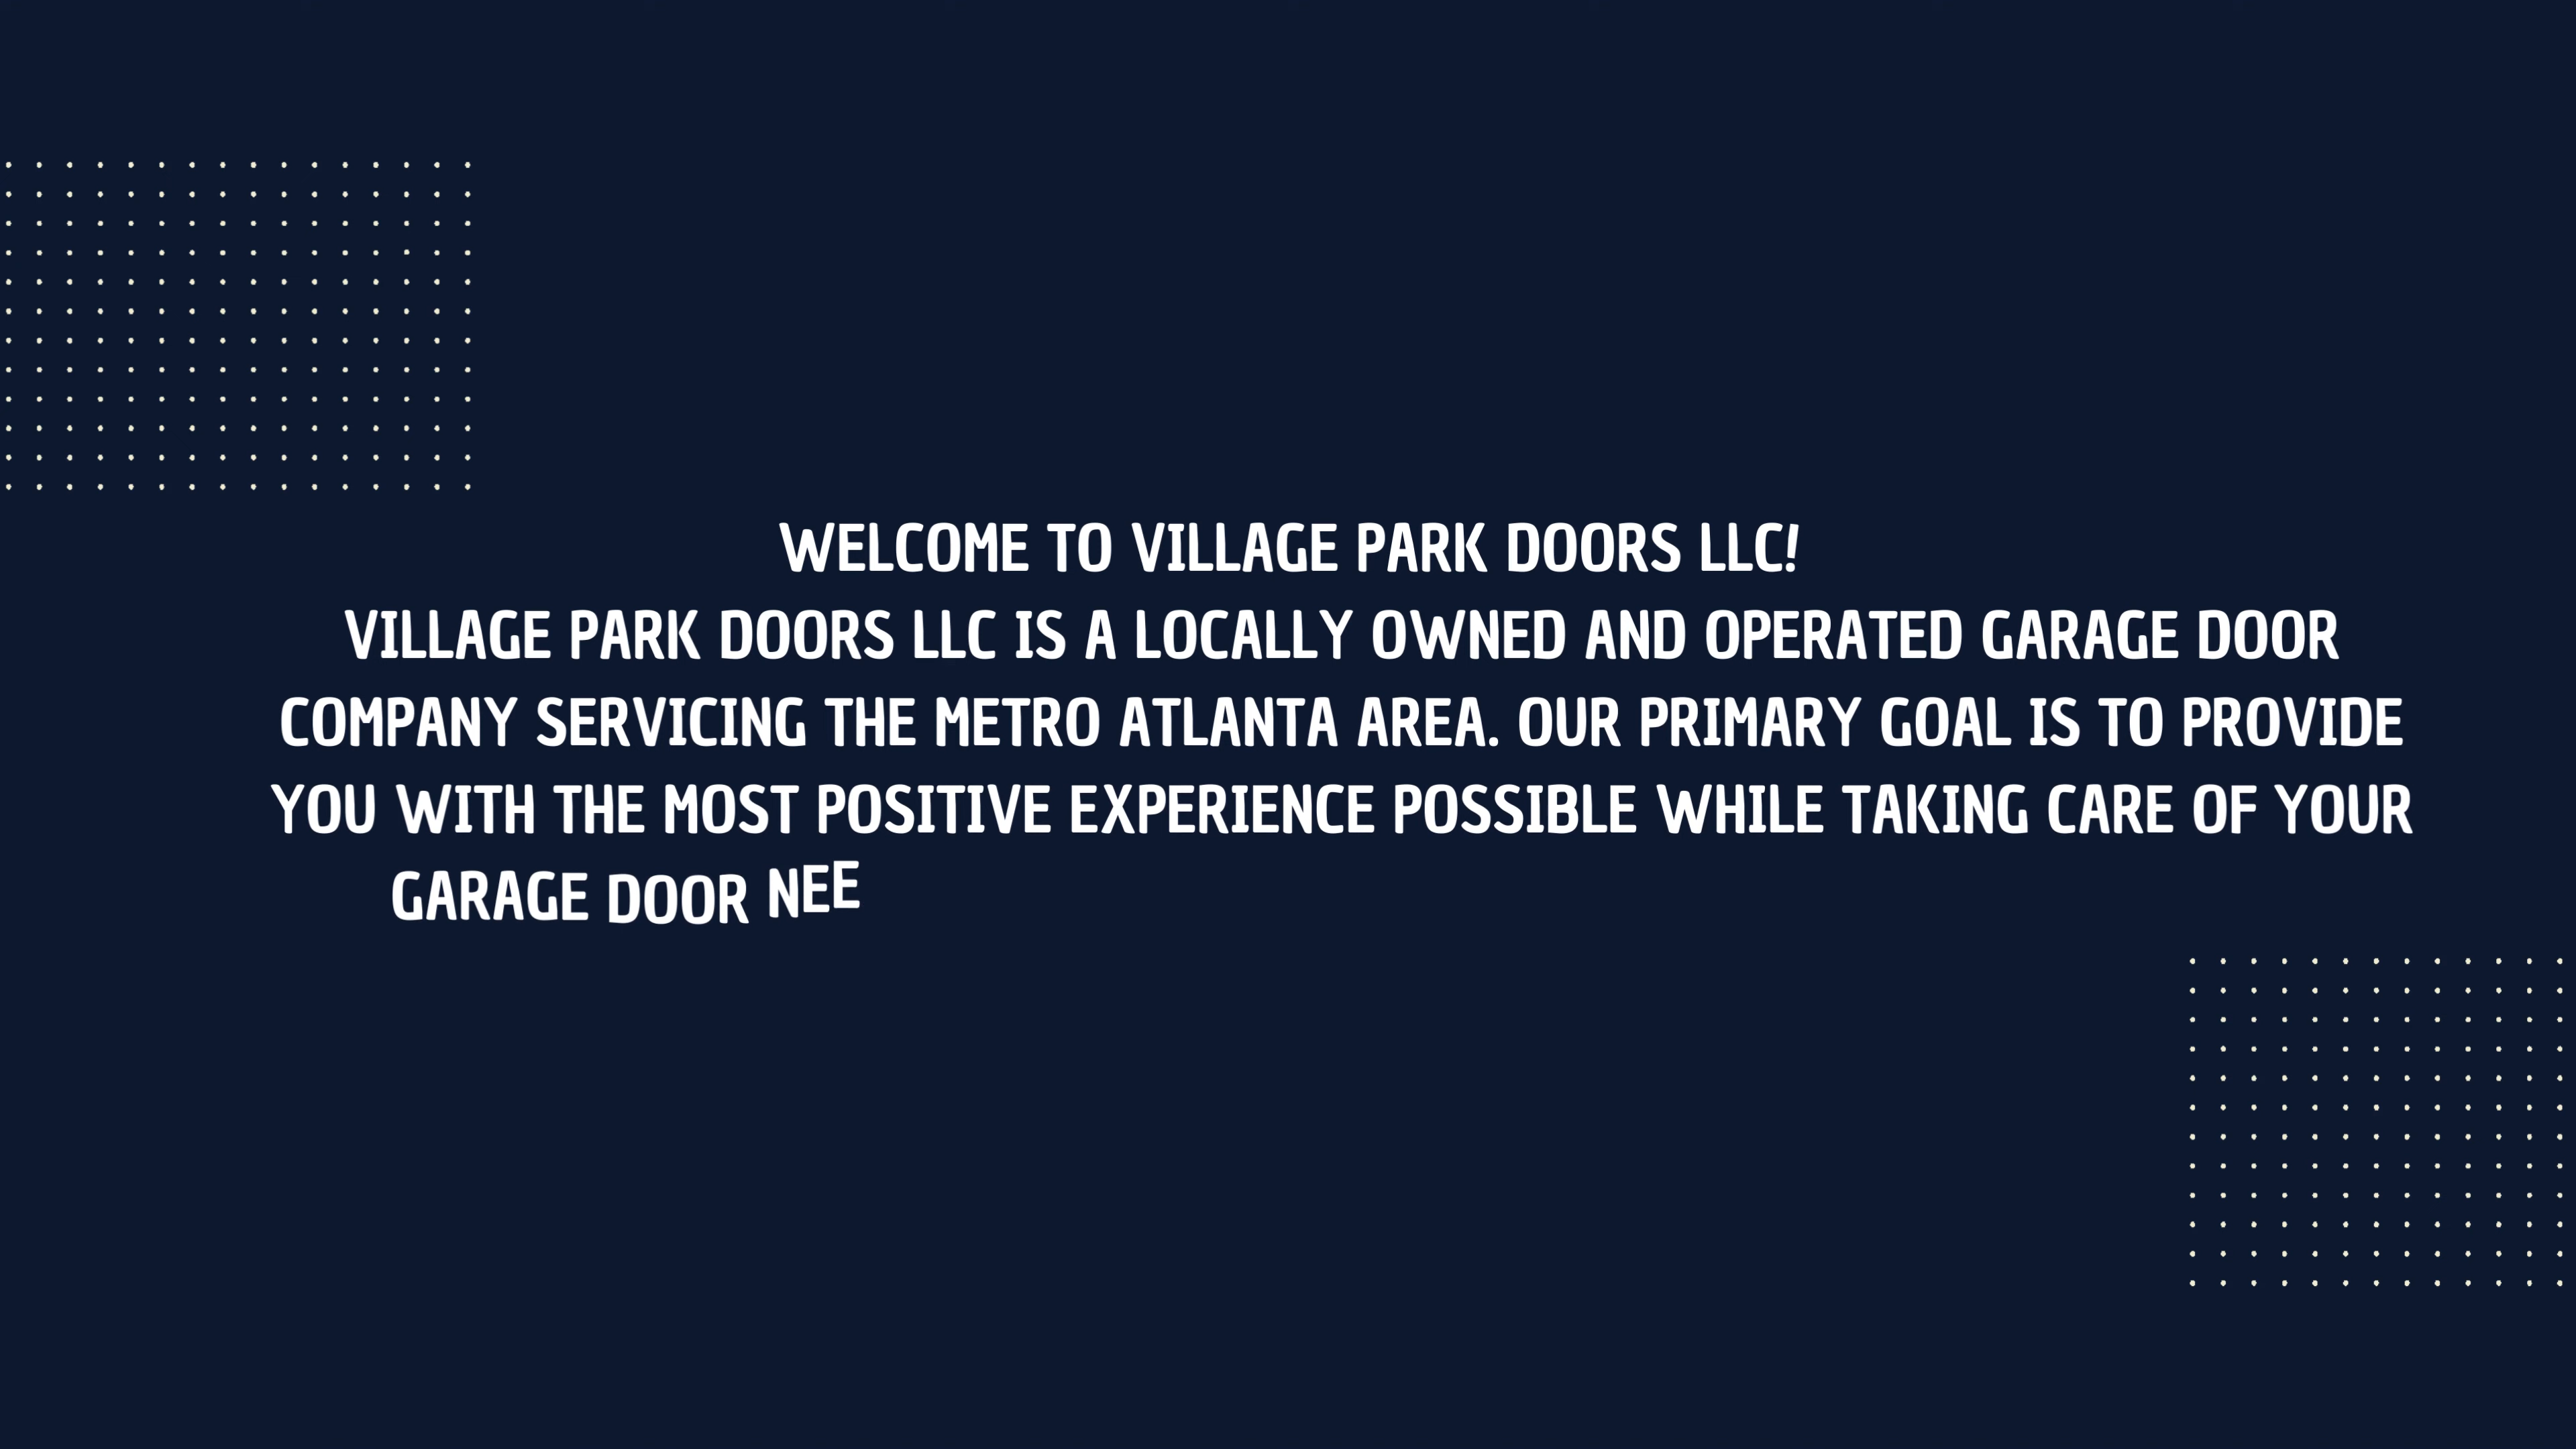 WELCOME TO VILLAGE PARK DOORS LLC!
VILLAGE PARK DOORS LLC IS A LOCALLY OWNED AND OPERATED GARAGE DOOR
COMPANY SERVICING THE METRO ATLANTA AREA. OUR PRIMARY GOAL IS TO PROVIDE
YOU WITH THE MOST POSITIVE EXPERIENCE POSSIBLE WHILE TAKING CARE OF YOUR
GARAGE DOOR NEE